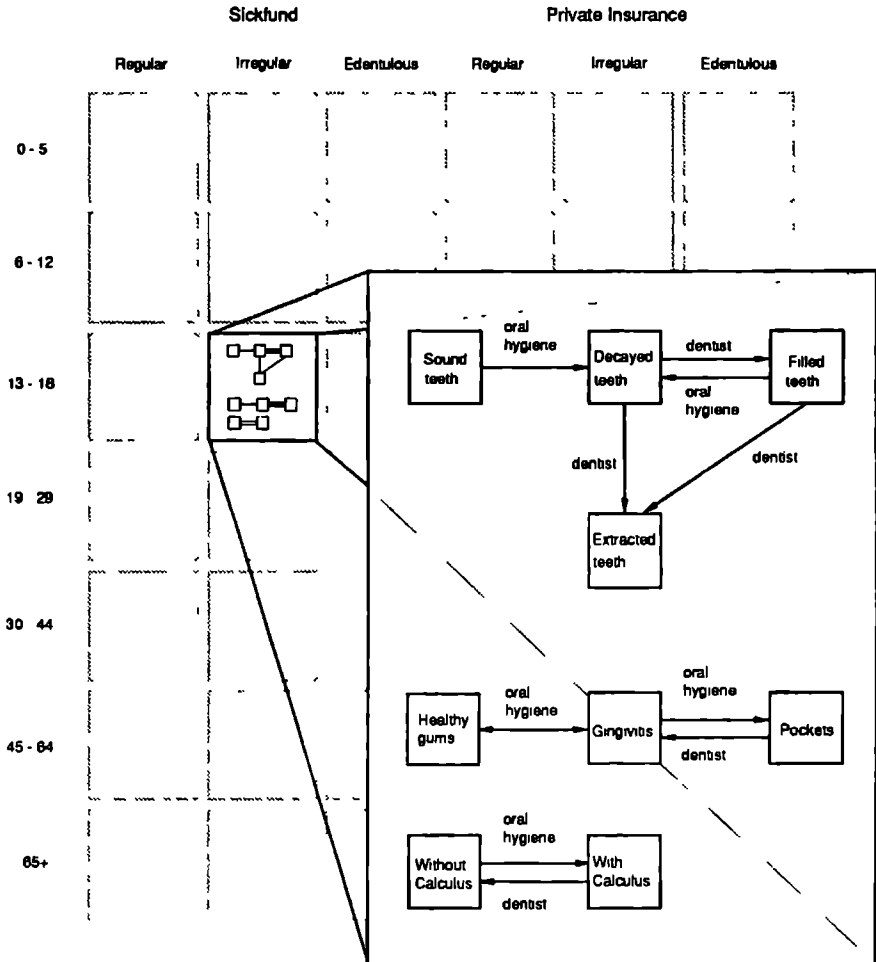 Sickfund Private Insurance
Regular Irregular Edentulous Regular Irregular Edentulous
0 - 5
6 - 12
13 - 18
19 29
30 44
45 - 64
65+
oral
hygiene
dentist
Sound
teeth
Decayed
teeth
Filled
teeth
oral
hygiene
dentist
dentist
Extracted
teeth
oral
hygiene
oral
hygiene
Healthy
gums
Gingivitis
Pockets
dentist
oral
hygiene
Without
Calculus
With
Calculus
dentist